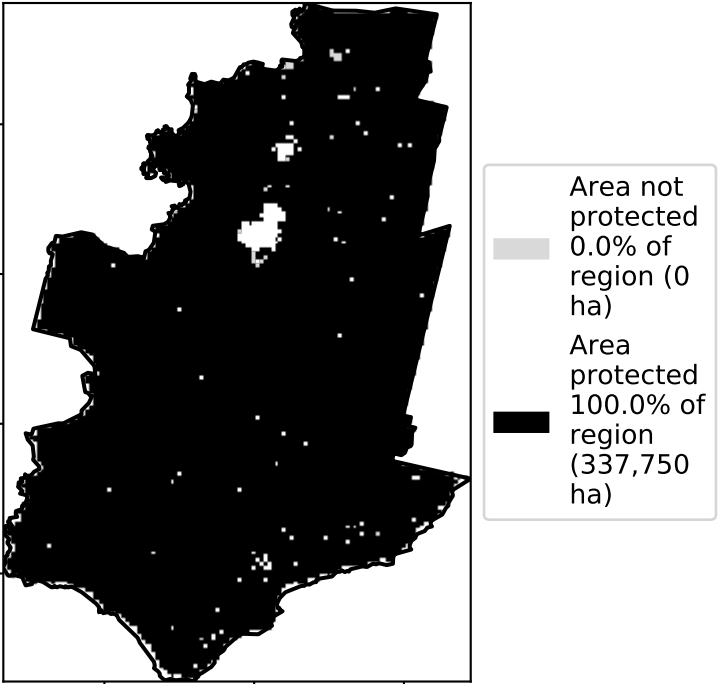 Area not
protected
0.0% of
region (0
ha)
Area
protected
100.0% of
region
(337,750
ha)